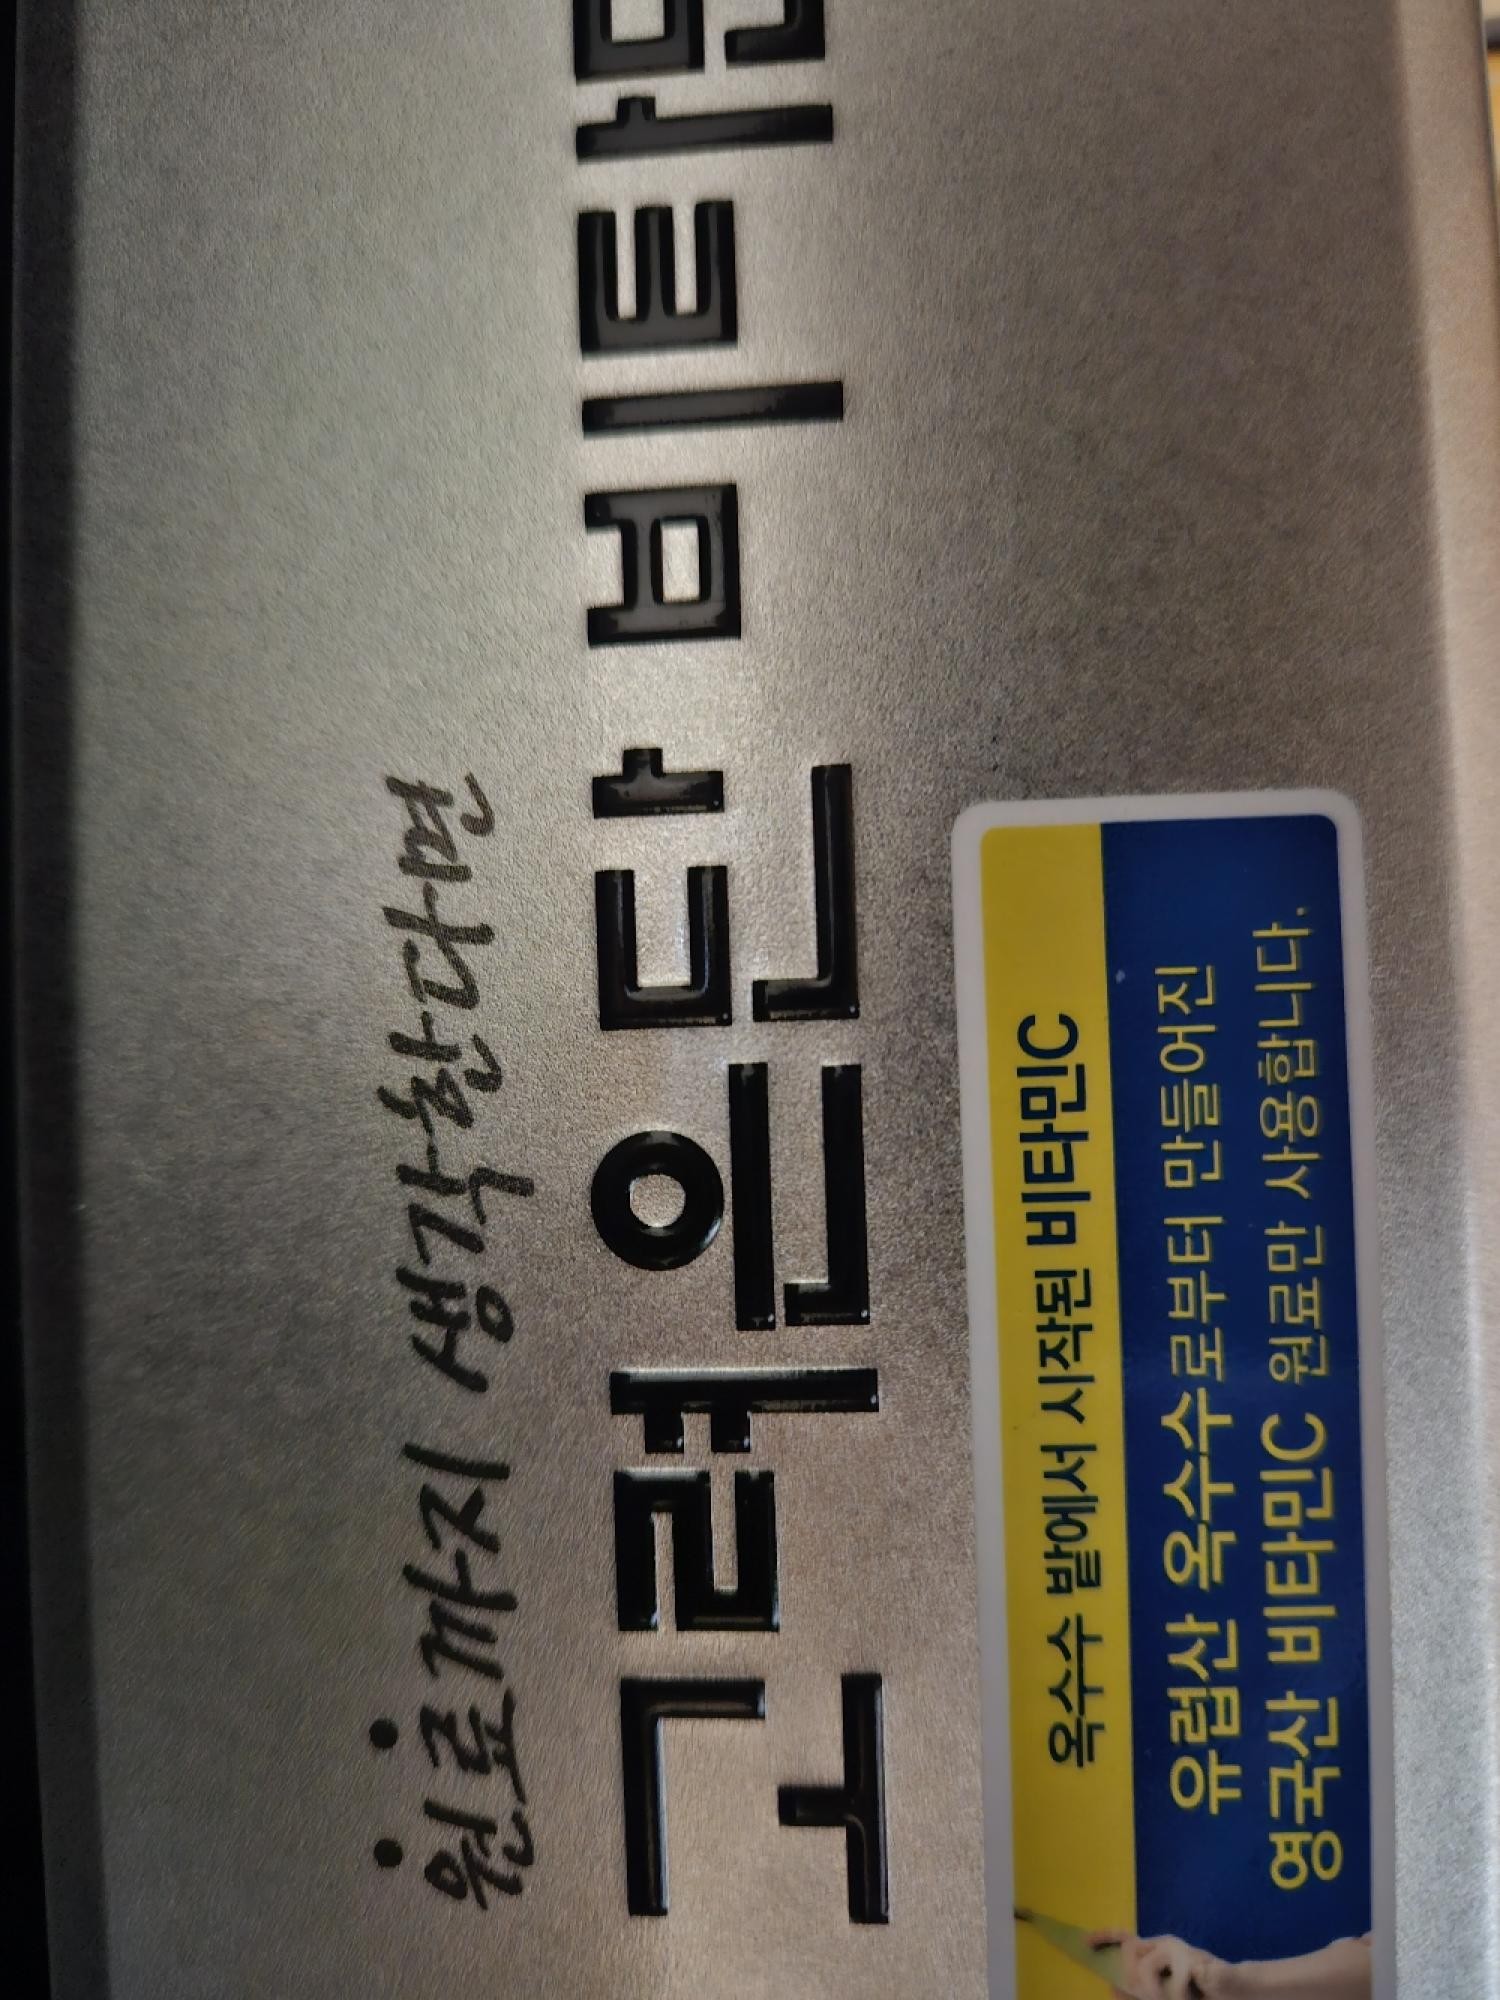 원료까지 생각한다면
고려은단 비타민
옥수수 밭에서 시작된 비타민C
유럽산 옥수수로부터 만들어진
영국산 비타민C 원료만 사용합니다.